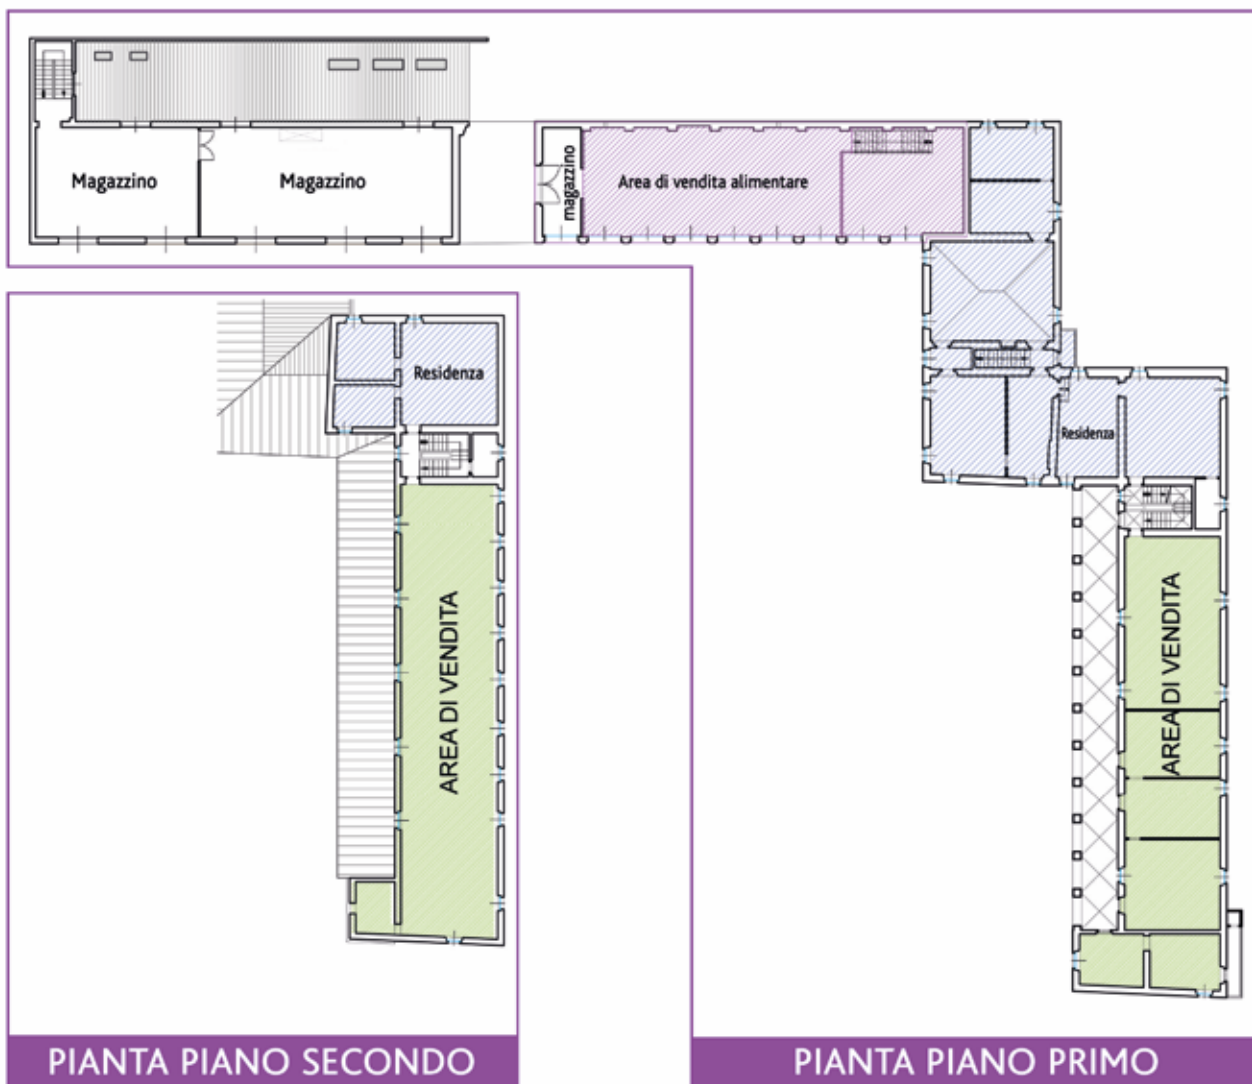 Magazzino
Magazzino
magazzino
Area di vendita alimentare
Residenza
Residenza
AREA DI VENDITA
AREA DI VENDITA
PIANTA PIANO SECONDO
PIANTA PIANO PRIMO